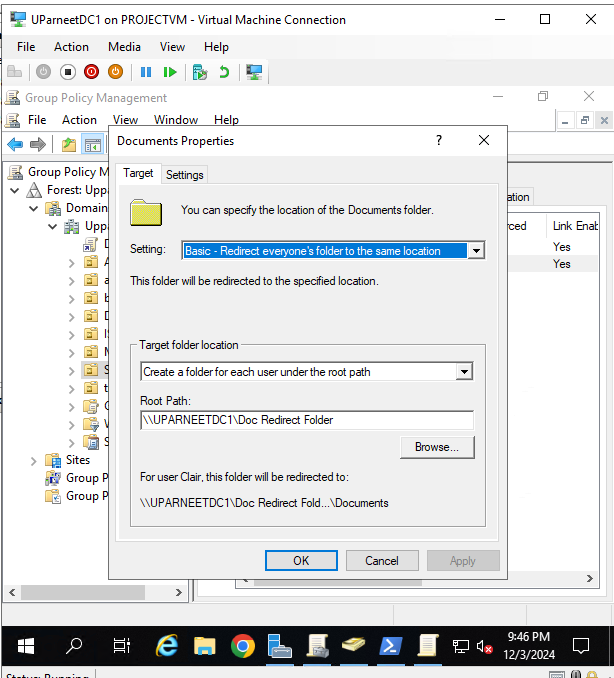 UParneetDC1 on PROJECTVM - Virtual Machine Connection
File Action Media View Help
Group Policy Management
File Action View Window Help
Documents Properties
?
Target Settings
You can specify the location of the Documents folder.
Setting: Basic - Redirect everyone's folder to the same location
This folder will be redirected to the specified location.
Target folder location
Create a folder for each user under the root path
Root Path:
\\UPARNEETDC1\Doc Redirect Folder
Browse...
For user Clair, this folder will be redirected to:
\\UPARNEETDC1\Doc Redirect Fold...\Documents
OK Cancel Apply
Group Policy M
Forest: Uppa
Domain
Uppa
Sites
Group P
Group P
ation
rced Link Enab
Yes
Yes
9:46 PM
12/3/2024
Status: Running